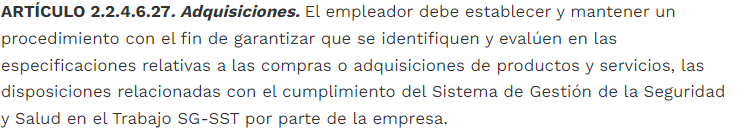 ARTÍCULO 2.2.4.6.27. Adquisiciones. El empleador debe establecer y mantener un
procedimiento con el fin de garantizar que se identifiquen y evalúen en las
especificaciones relativas a las compras o adquisiciones de productos y servicios, las
disposiciones relacionadas con el cumplimiento del Sistema de Gestión de la Seguridad
y Salud en el Trabajo SG-SST por parte de la empresa.